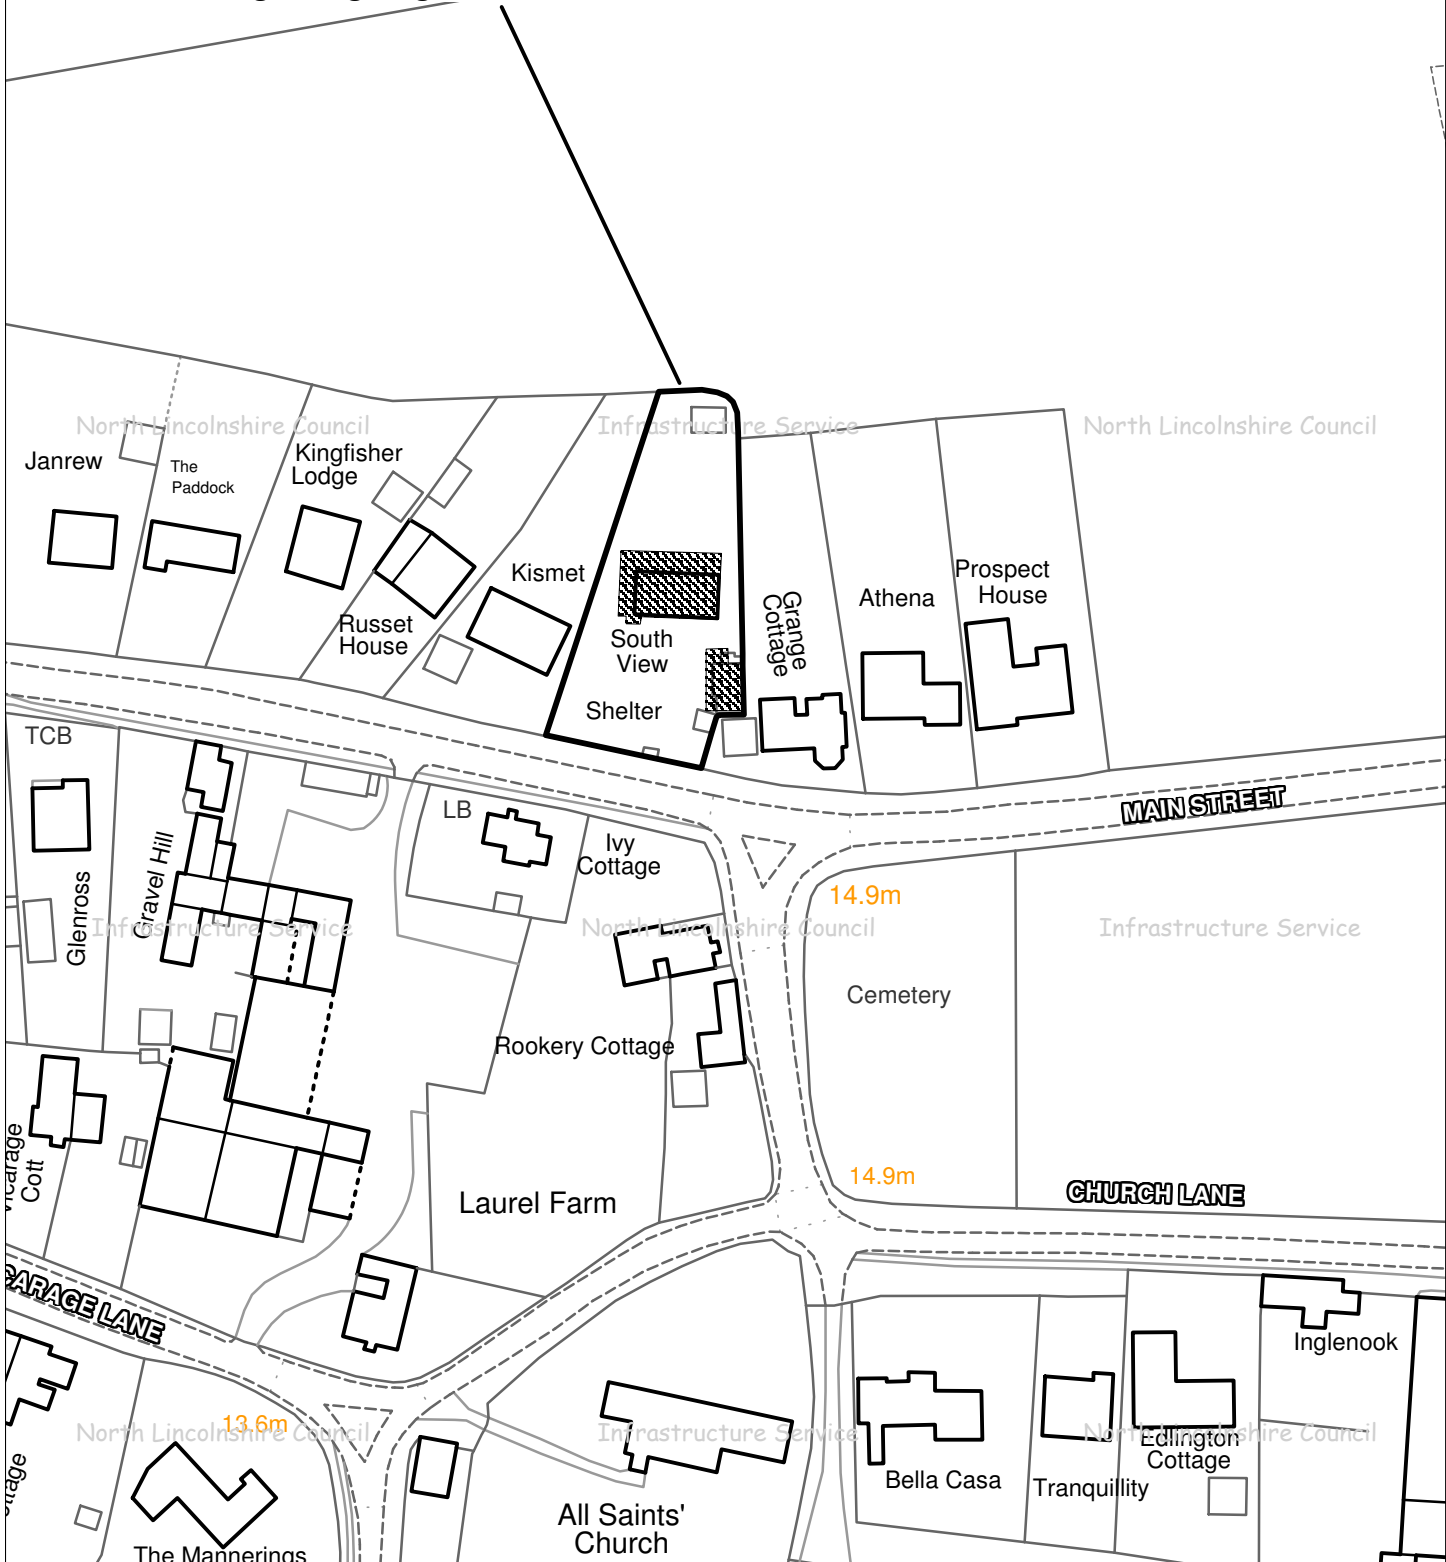 North Lincolnshire Council
Infrastructure Service
North Lincolnshire Council
Janrew
The
Paddock
Kingfisher
Lodge
Russet
House
Kismet
South
View
Shelter
Grange
Cottage
Athena
Prospect
House
TCB
LB
Ivy
Cottage
MAIN STREET
Glenross
Gravel Hill
14.9m
Infrastructure Service
North Lincolnshire Council
Infrastructure Service
Cemetery
Rookery Cottage
Vicarage
Cott
Laurel Farm
14.9m
CHURCH LANE
ARAGE LANE
Inglenook
13.6m
North Lincolnshire Council
Infrastructure Service
North Lincolnshire Council
Edlington
Cottage
Bella Casa
Tranquillity
All Saints'
Church
The Mannerings